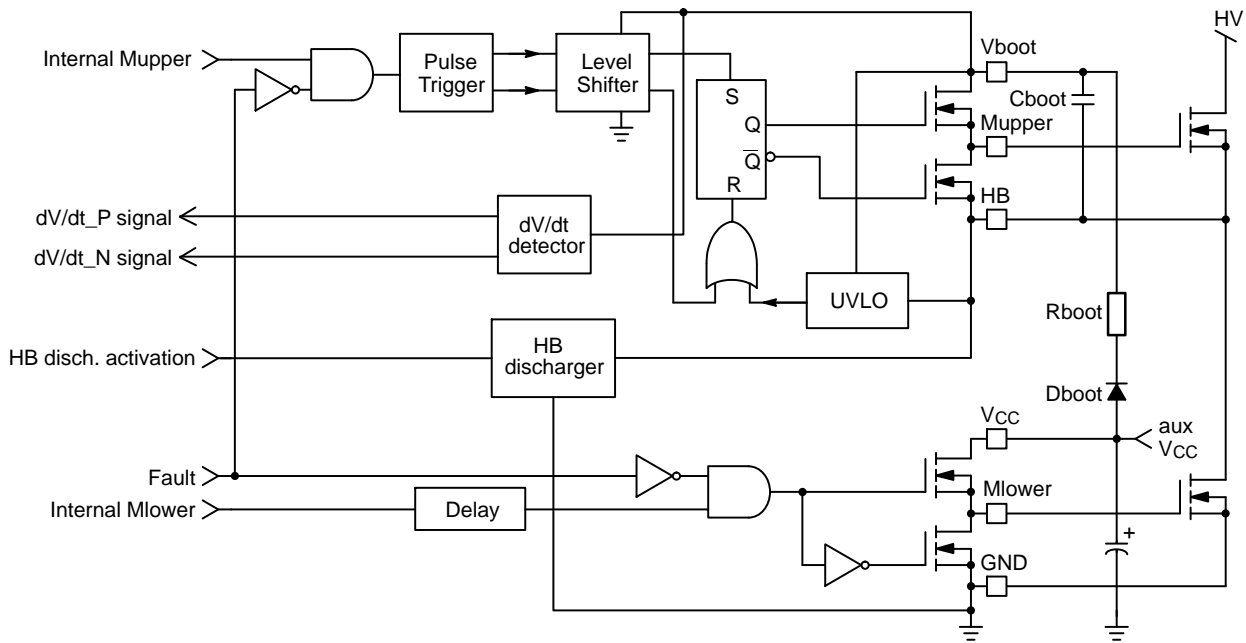 HV
Internal Mupper
Pulse
Trigger
Level
Shifter
Vboot
Cboot
S
Q
Mupper
Q̅
R
HB
dV/dt_P signal
dV/dt
detector
dV/dt_N signal
UVLO
Rboot
HB disch. activation
HB
discharger
Dboot
VCC
aux
VCC
Fault
Internal Mlower
Delay
Mlower
+
GND